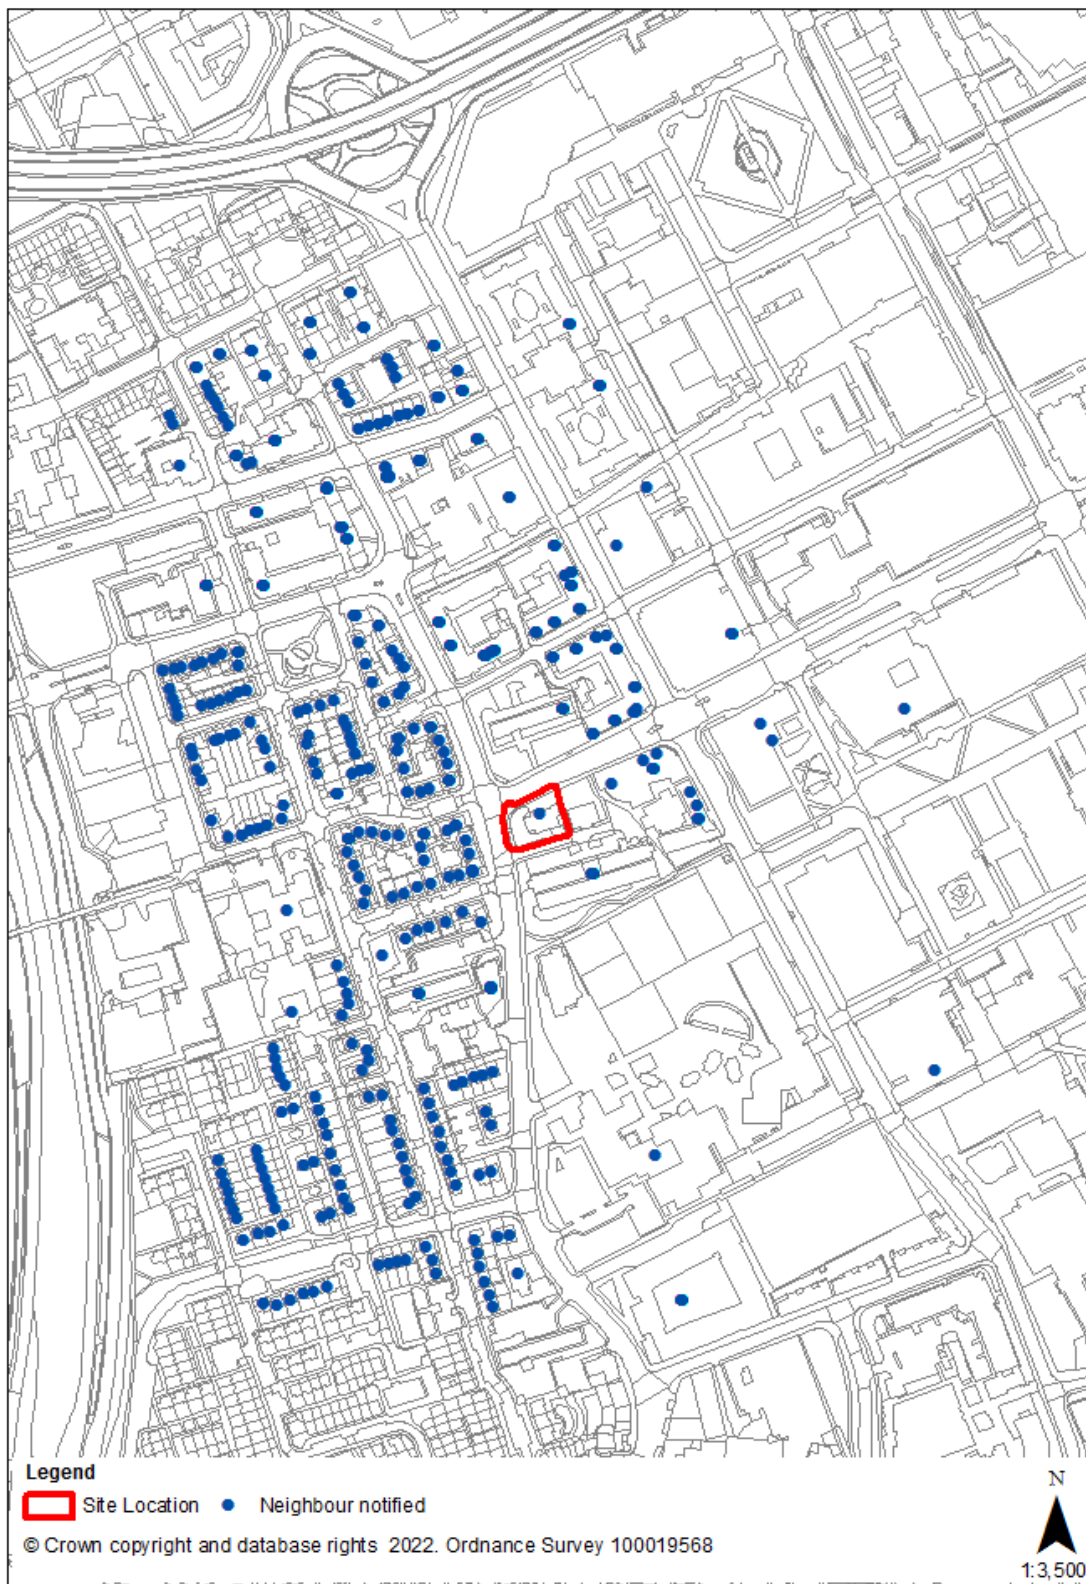 Legend
Site Location Neighbour notified
© Crown copyright and database rights 2022. Ordnance Survey 100019568
N
1:3,500